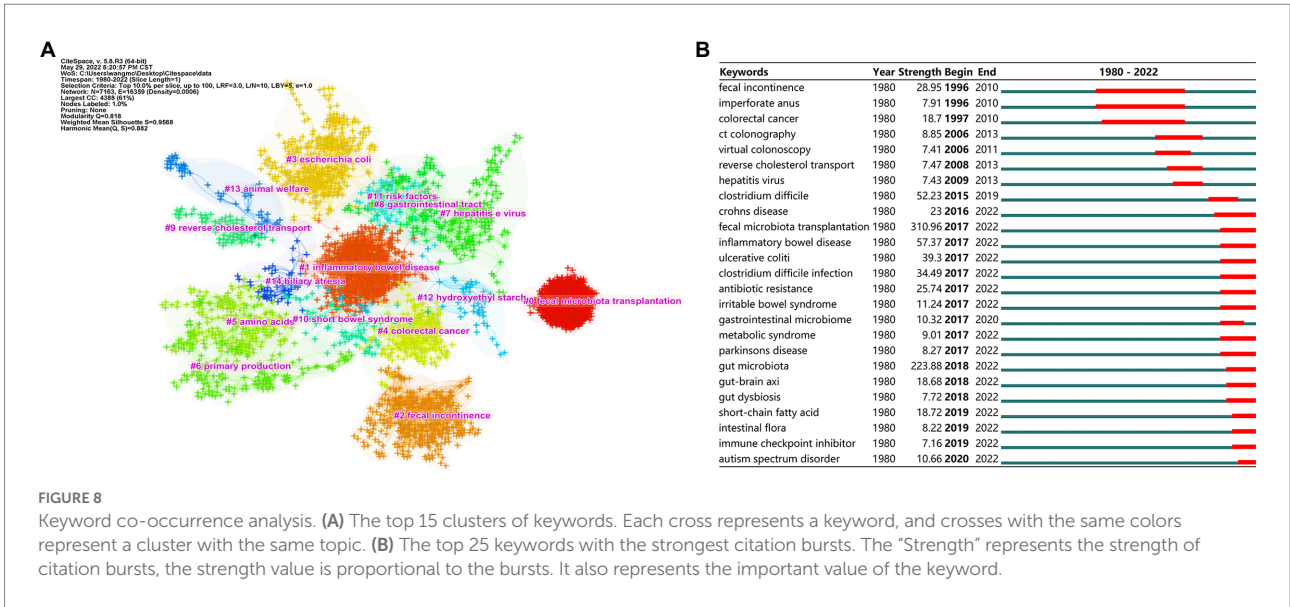 A
CiteSpace, v. 5.8.R3 (64-bit)
May 29, 2022 8:20:57 PM CST
WoS: C:\Users\wangmc\Desktop\Citespace\data
Timespan: 1980-2022 (Slice Length=1)
Selection Criteria: Top 10.0% per slice, up to 100, LRF=3.0, L/N=10, LBY=5, e=1.0
Network: N=7163, E=16359 (Density=0.0006)
Largest CC: 4388 (61%)
Nodes Labeled: 1.0%
Pruning: None
Modularity Q=0.818
Weighted Mean Silhouette S=0.9568
Harmonic Mean(Q, S)=0.882
#3 escherichia coli
#13 animal welfare
#11 risk factors
#8 gastrointestinal tract
#7 hepatitis e virus
#9 reverse cholesterol transport
#1 inflammatory bowel disease
#14 biliary atresia
#12 hydroxyethyl starch
#0 fecal microbiota transplantation
#10 short bowel syndrome
#5 amino acids
#4 colorectal cancer
#6 primary production
#2 fecal incontinence
B
Keywords Year Strength Begin End 1980 - 2022
fecal incontinence 1980 28.95 1996 2010
imperforate anus 1980 7.91 1996 2010
colorectal cancer 1980 18.7 1997 2010
ct colonography 1980 8.85 2006 2013
virtual colonoscopy 1980 7.41 2006 2011
reverse cholesterol transport 1980 7.47 2008 2013
hepatitis virus 1980 7.43 2009 2013
clostridium difficile 1980 52.23 2015 2019
crohns disease 1980 23 2016 2022
fecal microbiota transplantation 1980 310.96 2017 2022
inflammatory bowel disease 1980 57.37 2017 2022
ulcerative coliti 1980 39.3 2017 2022
clostridium difficile infection 1980 34.49 2017 2022
antibiotic resistance 1980 25.74 2017 2022
irritable bowel syndrome 1980 11.24 2017 2022
gastrointestinal microbiome 1980 10.32 2017 2020
metabolic syndrome 1980 9.01 2017 2022
parkinsons disease 1980 8.27 2017 2022
gut microbiota 1980 223.88 2018 2022
gut-brain axi 1980 18.68 2018 2022
gut dysbiosis 1980 7.72 2018 2022
short-chain fatty acid 1980 18.72 2019 2022
intestinal flora 1980 8.22 2019 2022
immune checkpoint inhibitor 1980 7.16 2019 2022
autism spectrum disorder 1980 10.66 2020 2022
FIGURE 8
Keyword co-occurrence analysis. (A) The top 15 clusters of keywords. Each cross represents a keyword, and crosses with the same colors
represent a cluster with the same topic. (B) The top 25 keywords with the strongest citation bursts. The "Strength" represents the strength of
citation bursts, the strength value is proportional to the bursts. It also represents the important value of the keyword.